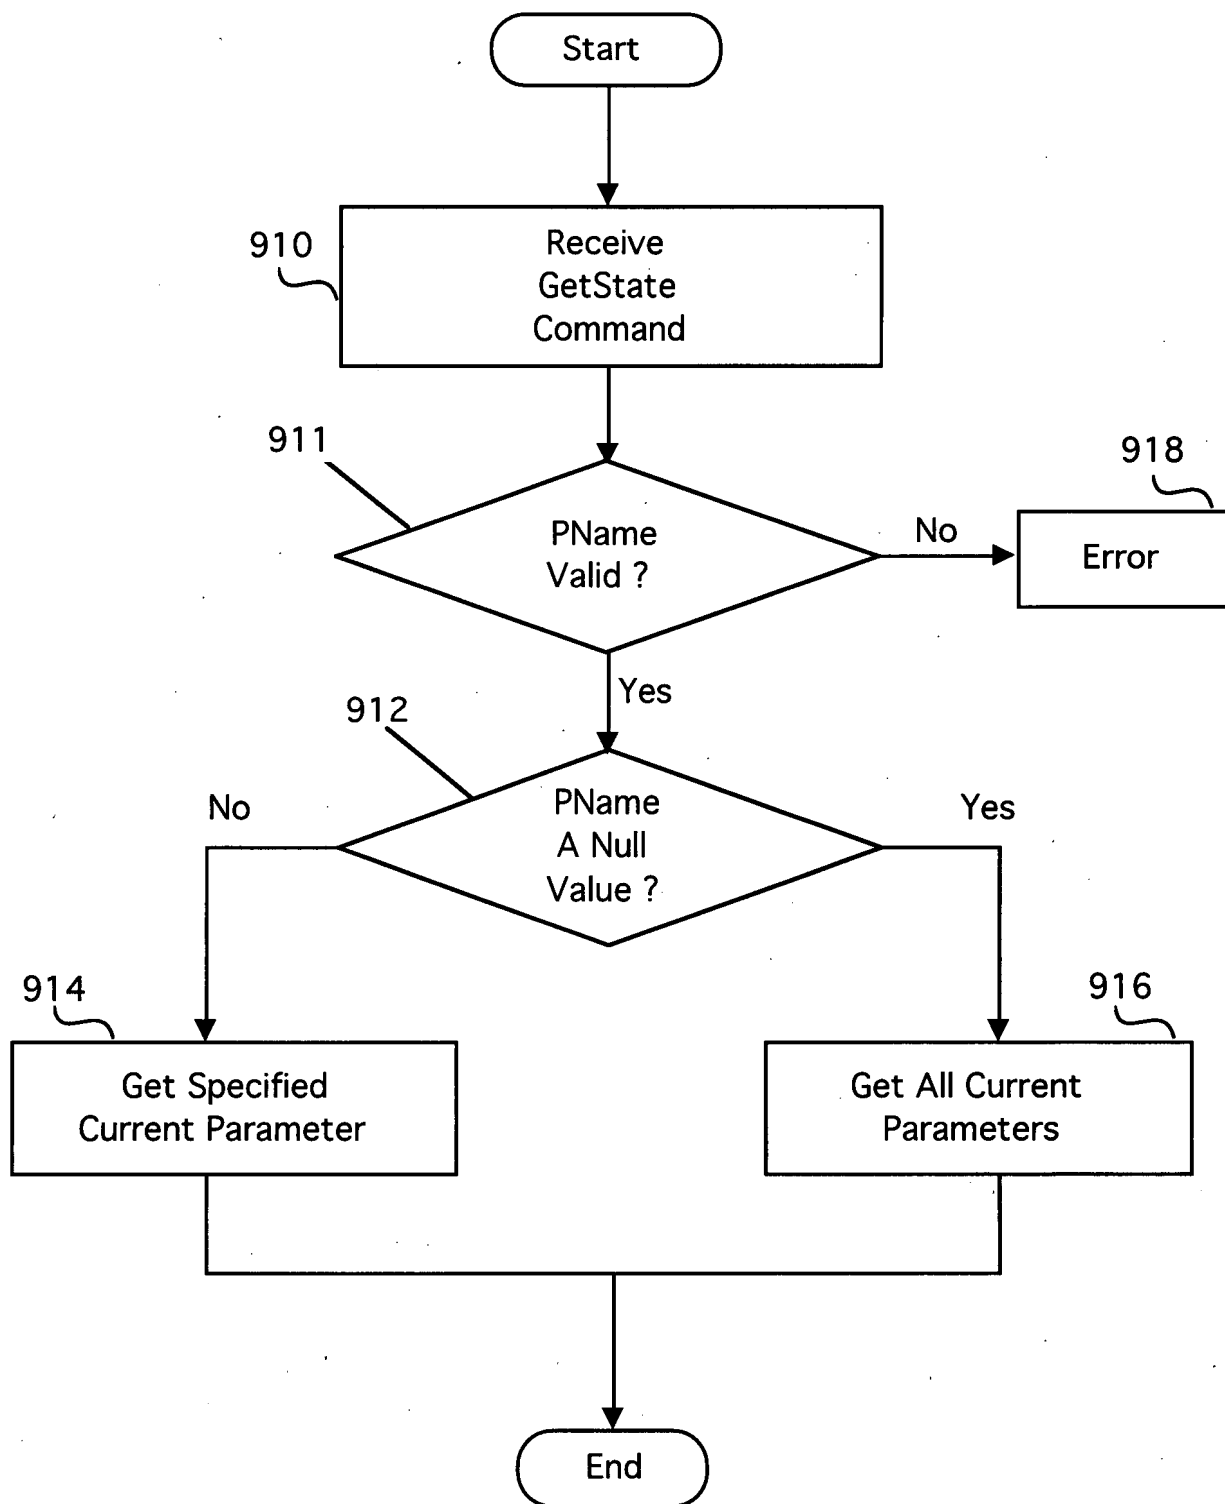 Start
910
Receive
GetState
Command
911
918
PName
Valid ?
No
Error
Yes
912
PName
A Null
Value ?
No
Yes
914
916
Get Specified
Current Parameter
Get All Current
Parameters
End